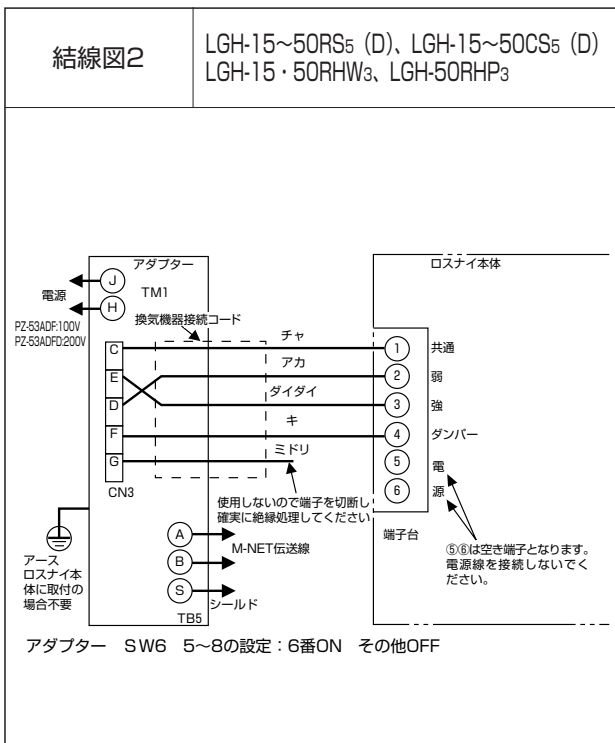 結線図2
LGH-15~50RS5 (D)、LGH-15~50CS5 (D)
LGH-15・50RHW3、LGH-50RHP3
アダプター
ロスナイ本体
J
TM1
電源
H
PZ-53ADF:100V
PZ-53ADFD:200V
換気機器接続コード
C
チャ
1
共通
E
アカ
2
弱
D
ダイダイ
3
強
F
キ
4
ダンパー
G
ミドリ
5
電
6
源
CN3
使用しないので端子を切断し
確実に絶縁処理してください
端子台
⑤⑥は空き端子となります。
電源線を接続しないでく
ださい。
アース
ロスナイ本
体に取付の
場合不要
A
M-NET伝送線
B
S
シールド
TB5
アダプター SW6 5~8の設定:6番ON その他OFF